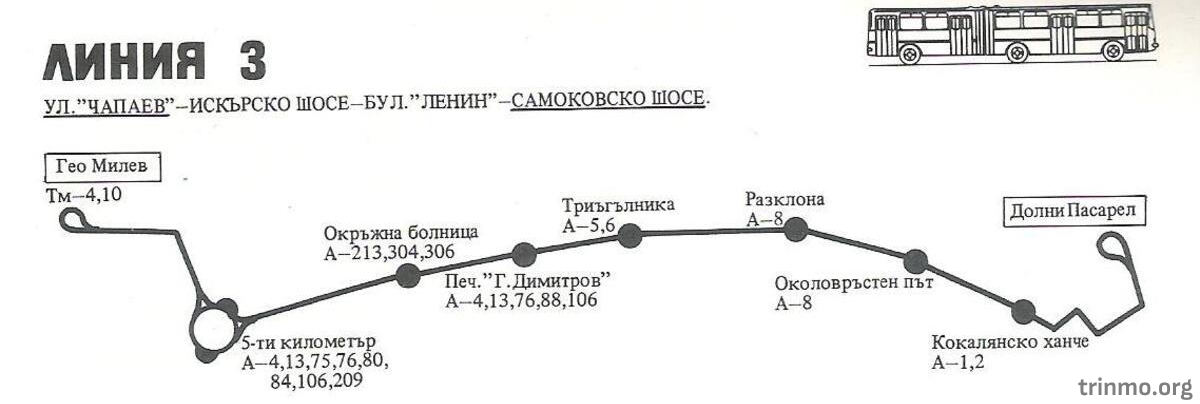 ЛИНИЯ 3
УЛ."ЧАПАЕВ"–ИСКЪРСКО ШОСЕ–БУЛ."ЛЕНИН"–САМОКОВСКО ШОСЕ.
Гео Милев
Тм–4,10
5-ти километър
А–4,13,75,76,80,
84,106,209
Окръжна болница
А–213,304,306
Печ."Г.Димитров"
А–4,13,76,88,106
Триъгълника
А–5,6
Разклона
А–8
Околовръстен път
А–8
Кокалянско ханче
А–1,2
Долни Пасарел
trinmo.org